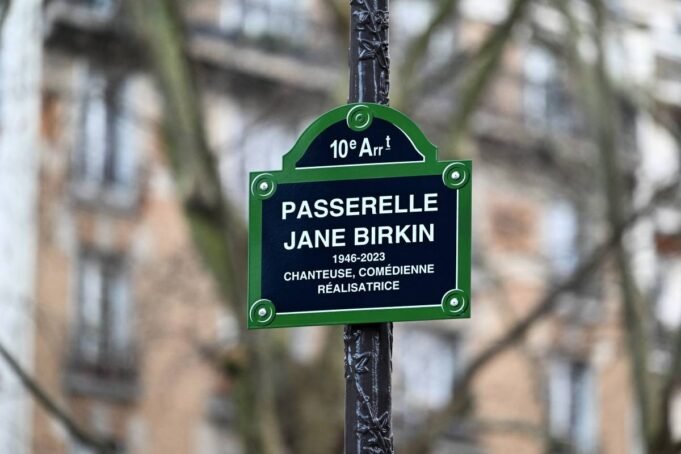 10e Arrt
PASSERELLE
JANE BIRKIN
1946-2023
CHANTEUSE, COMÉDIENNE
RÉALISATRICE